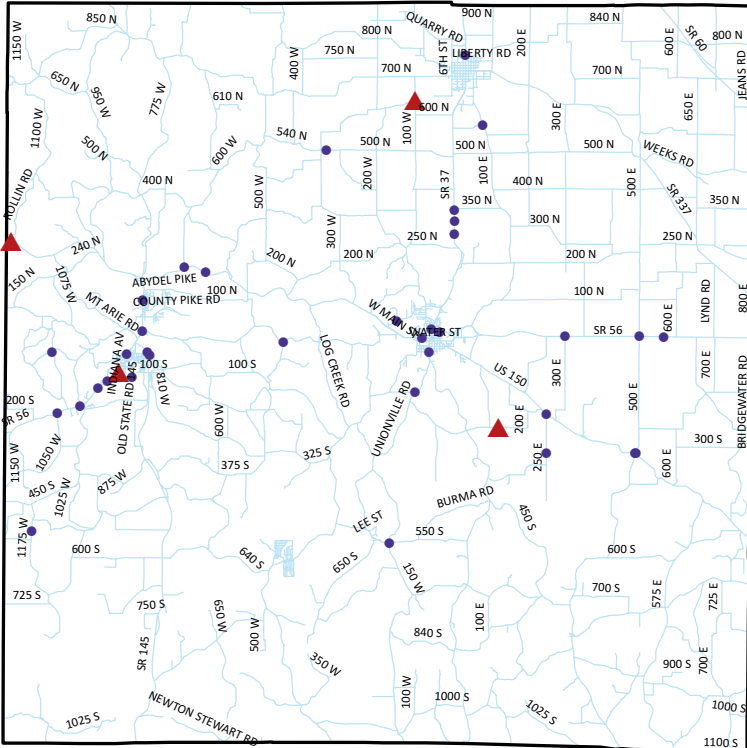 900 N
QUARRY RD
850 N
840 N
800 N
1150 W
200 E
600 E
SR 60
800 N
750 N
6TH ST
LIBERTY RD
400 W
700 N
700 N
JEANS RD
650 N
950 W
775 W
610 N
600 N
650 E
300 E
1100 W
540 N
100 W
500 N
500 N
500 N
500 N
600 W
WEEKS RD
200 W
100 E
400 N
400 N
500 E
ROLLIN RD
500 W
SR 37
350 N
SR 337
350 N
300 W
300 N
240 N
250 N
250 N
200 N
200 N
200 N
150 N
1075 W
ABYDEL PIKE
100 N
100 N
COUNTY PIKE RD
LYND RD
800 E
MT ARIE RD
W MAIN ST
WATER ST
SR 56
600 E
INDIANA AV
100 S
100 S
LOG CREEK RD
US 150
300 E
700 E
OLD STATE RD 145
810 W
200 S
SR 56
600 W
UNIONVILLE RD
200 E
500 E
BRIDGEWATER RD
300 S
1150 W
1050 W
325 S
375 S
250 E
600 E
450 S
1025 W
875 W
BURMA RD
450 S
LEE ST
550 S
1175 W
600 S
640 S
650 S
600 S
150 W
725 S
700 S
575 E
725 E
750 S
650 W
500 W
100 E
840 S
SR 145
350 W
900 S
700 E
100 W
1000 S
1000 S
NEWTON STEWART RD
1025 S
1025 S
1100 S